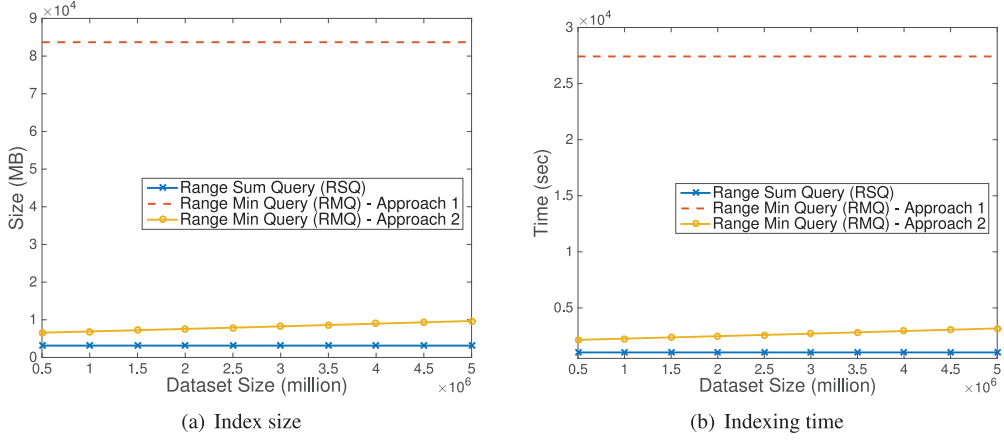 ×10^4
9
8
7
6
5
4
3
2
1
0
Size (MB)
Range Sum Query (RSQ)
Range Min Query (RMQ) - Approach 1
Range Min Query (RMQ) - Approach 2
0.5 1 1.5 2 2.5 3 3.5 4 4.5 5
Dataset Size (million)
×10^6
(a) Index size
×10^4
3
2.5
2
1.5
1
0.5
Time (sec)
Range Sum Query (RSQ)
Range Min Query (RMQ) - Approach 1
Range Min Query (RMQ) - Approach 2
0.5 1 1.5 2 2.5 3 3.5 4 4.5 5
Dataset Size (million)
×10^6
(b) Indexing time